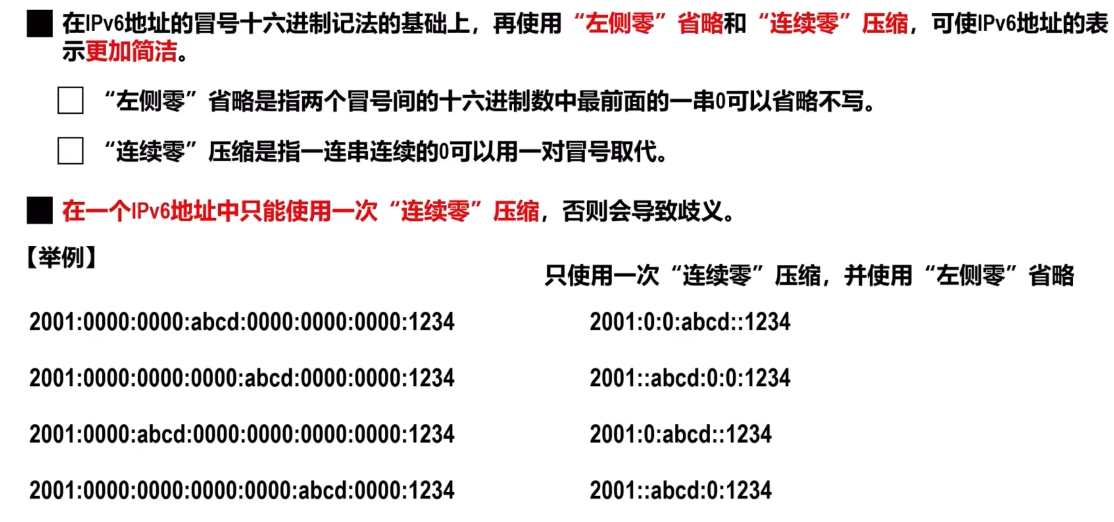 在IPv6地址的冒号十六进制记法的基础上，再使用“左侧零”省略和“连续零”压缩，可使IPv6地址的表
示更加简洁。
“左侧零”省略是指两个冒号间的十六进制数中最前面的一串0可以省略不写。
“连续零”压缩是指一连串连续的0可以用一对冒号取代。
在一个IPv6地址中只能使用一次“连续零”压缩，否则会导致歧义。
【举例】
只使用一次“连续零”压缩，并使用“左侧零”省略
2001:0000:0000:abcd:0000:0000:0000:1234 2001:0:0:abcd::1234
2001:0000:0000:0000:abcd:0000:0000:1234 2001::abcd:0:0:1234
2001:0000:abcd:0000:0000:0000:0000:1234 2001:0:abcd::1234
2001:0000:0000:0000:0000:abcd:0000:1234 2001::abcd:0:1234